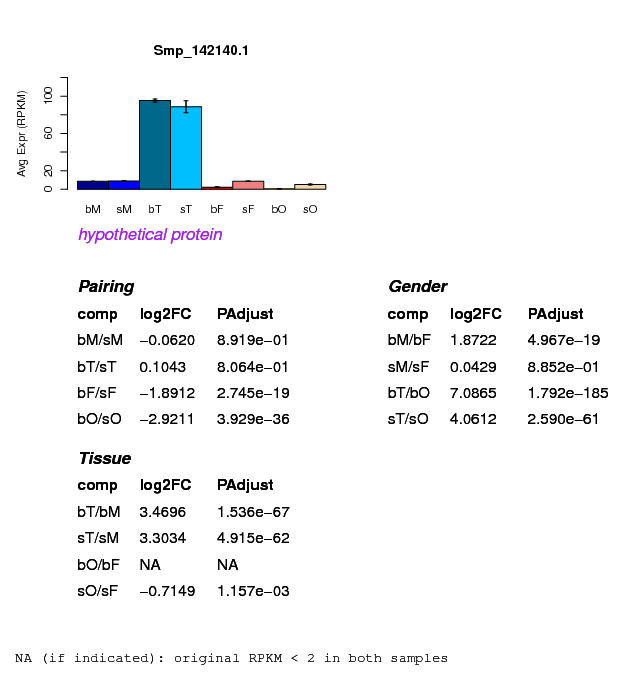 Smp_142140.1
Avg Expr (RPKM)
100
60
20
0
bM sM bT sT bF sF bO sO
hypothetical protein
Pairing
comp log2FC PAdjust
bM/sM −0.0620 8.919e−01
bT/sT 0.1043 8.064e−01
bF/sF −1.8912 2.745e−19
bO/sO −2.9211 3.929e−36
Gender
comp log2FC PAdjust
bM/bF 1.8722 4.967e−19
sM/sF 0.0429 8.852e−01
bT/bO 7.0865 1.792e−185
sT/sO 4.0612 2.590e−61
Tissue
comp log2FC PAdjust
bT/bM 3.4696 1.536e−67
sT/sM 3.3034 4.915e−62
bO/bF NA NA
sO/sF −0.7149 1.157e−03
NA (if indicated): original RPKM < 2 in both samples